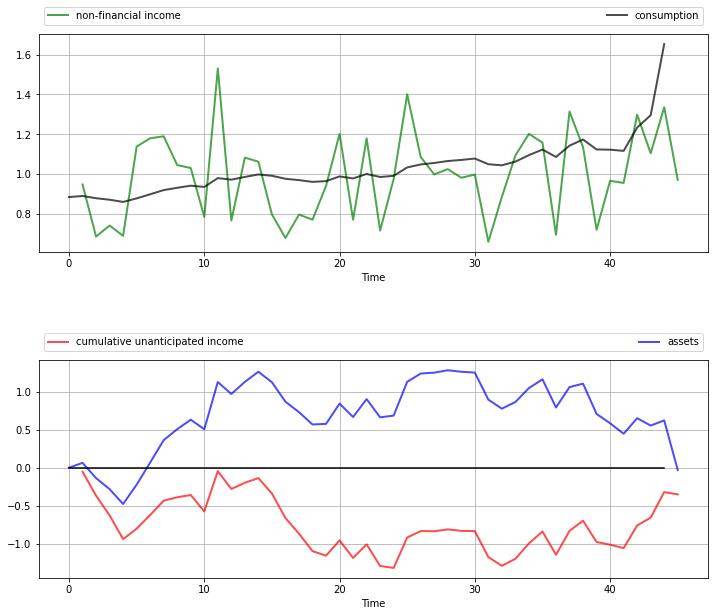 non-financial income consumption
1.6
1.4
1.2
1.0
0.8
0 10 20 30 40
Time
cumulative unanticipated income assets
1.0
0.5
0.0
−0.5
−1.0
0 10 20 30 40
Time